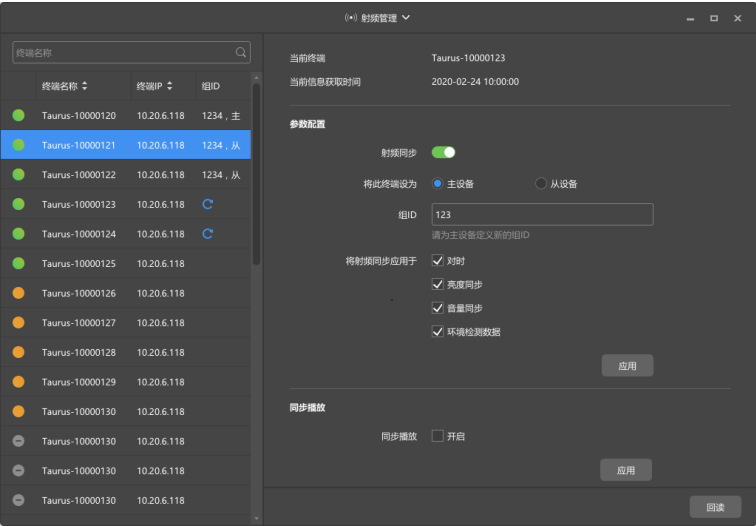 射频管理
终端名称
终端名称 终端IP 组ID
Taurus-10000120 10.20.6.118 1234，主
Taurus-10000121 10.20.6.118 1234，从
Taurus-10000122 10.20.6.118 1234，从
Taurus-10000123 10.20.6.118
Taurus-10000124 10.20.6.118
Taurus-10000125 10.20.6.118
Taurus-10000126 10.20.6.118
Taurus-10000127 10.20.6.118
Taurus-10000128 10.20.6.118
Taurus-10000129 10.20.6.118
Taurus-10000130 10.20.6.118
Taurus-10000130 10.20.6.118
Taurus-10000130 10.20.6.118
Taurus-10000130 10.20.6.118
当前终端 Taurus-10000123
当前信息获取时间 2020-02-24 10:00:00
参数配置
射频同步
将此终端设为 主设备 从设备
组ID 123
请为主设备定义新的组ID
将射频同步应用于 对时
亮度同步
音量同步
环境检测数据
应用
同步播放
同步播放 开启
应用
回读